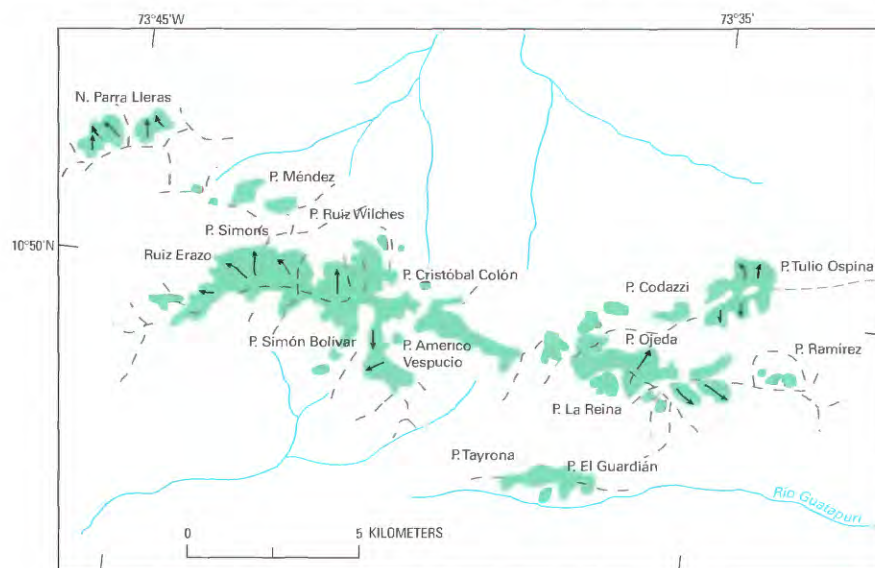 73°45'W
73°35'
N. Parra Lleras
P. Méndez
P. Ruiz Wilches
P. Simons
10°50'N
Ruiz Erazo
P. Cristóbal Colón
P. Tulio Ospina
P. Codazzi
P. Simón Bolívar
P. Americo
Vespucio
P. Ojeda
P. Ramírez
P. La Reina
P. Tayrona
P. El Guardián
Río Guatapuri
0
5 KILOMETERS